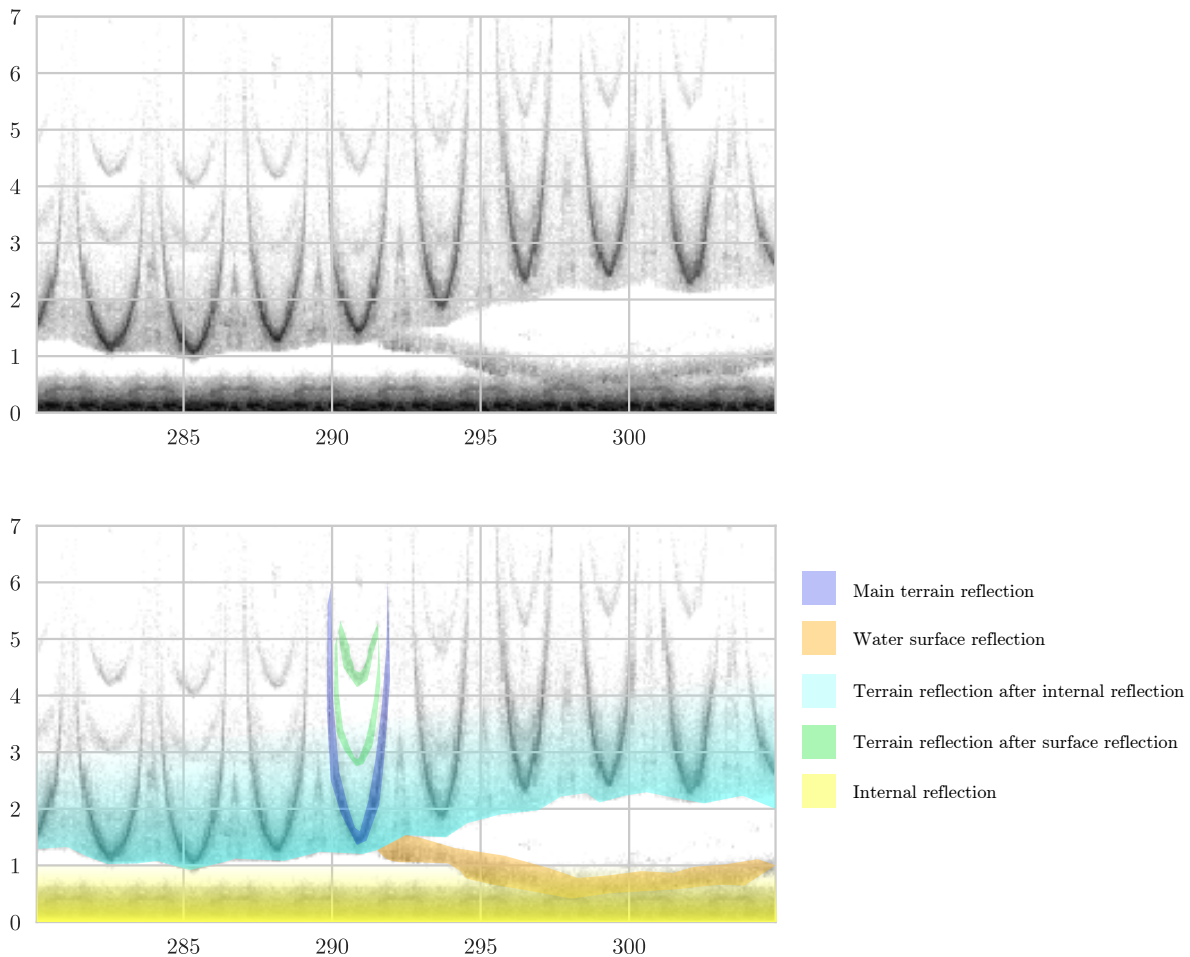 7
6
5
4
3
2
1
0
285 290 295 300
7
6
5
4
3
2
1
0
285 290 295 300
Main terrain reflection
Water surface reflection
Terrain reflection after internal reflection
Terrain reflection after surface reflection
Internal reflection